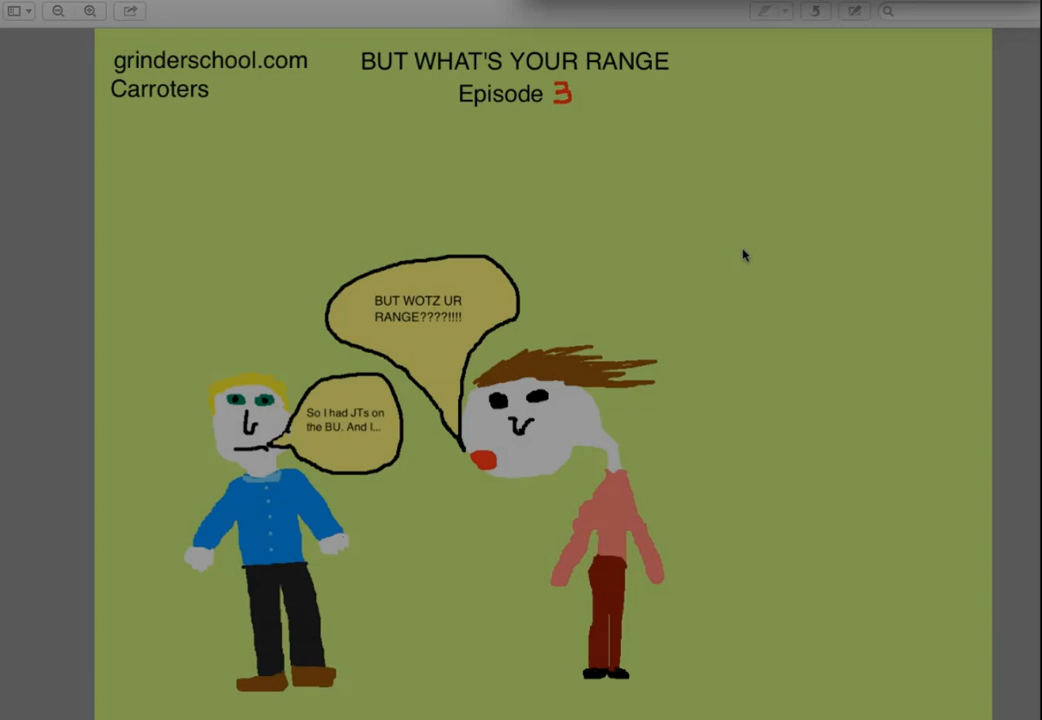 grinderschool.com
Carroters
BUT WHAT'S YOUR RANGE
Episode 3
BUT WOTZ UR
RANGE????!!!!
So I had JTs on
the BU. And I...